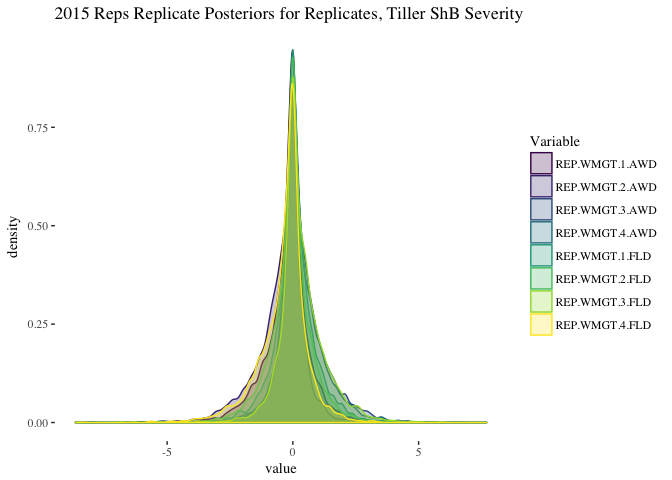 2015 Reps Replicate Posteriors for Replicates, Tiller ShB Severity
density
0.75
0.50
0.25
0.00
-5 0 5
value
Variable
REP.WMGT.1.AWD
REP.WMGT.2.AWD
REP.WMGT.3.AWD
REP.WMGT.4.AWD
REP.WMGT.1.FLD
REP.WMGT.2.FLD
REP.WMGT.3.FLD
REP.WMGT.4.FLD